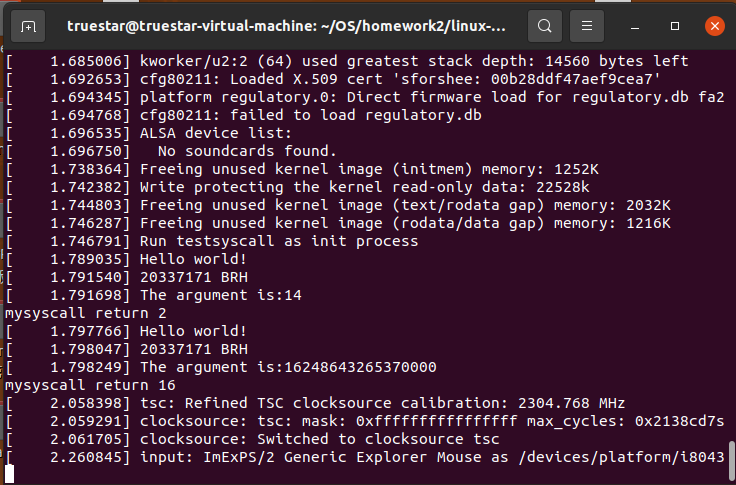 truestar@truestar-virtual-machine: ~/OS/homework2/linux-...
[    1.685006] kworker/u2:2 (64) used greatest stack depth: 14560 bytes left
[    1.692653] cfg80211: Loaded X.509 cert 'sforshee: 00b28ddf47aef9cea7'
[    1.694345] platform regulatory.0: Direct firmware load for regulatory.db fa2
[    1.694768] cfg80211: failed to load regulatory.db
[    1.696535] ALSA device list:
[    1.696750]   No soundcards found.
[    1.738364] Freeing unused kernel image (initmem) memory: 1252K
[    1.742382] Write protecting the kernel read-only data: 22528k
[    1.744803] Freeing unused kernel image (text/rodata gap) memory: 2032K
[    1.746287] Freeing unused kernel image (rodata/data gap) memory: 1216K
[    1.746791] Run testsyscall as init process
[    1.789035] Hello world!
[    1.791540] 20337171 BRH
[    1.791698] The argument is:14
mysyscall return 2
[    1.797766] Hello world!
[    1.798047] 20337171 BRH
[    1.798249] The argument is:16248643265370000
mysyscall return 16
[    2.058398] tsc: Refined TSC clocksource calibration: 2304.768 MHz
[    2.059291] clocksource: tsc: mask: 0xffffffffffffffff max_cycles: 0x2138cd7s
[    2.061705] clocksource: Switched to clocksource tsc
[    2.260845] input: ImExPS/2 Generic Explorer Mouse as /devices/platform/i8043